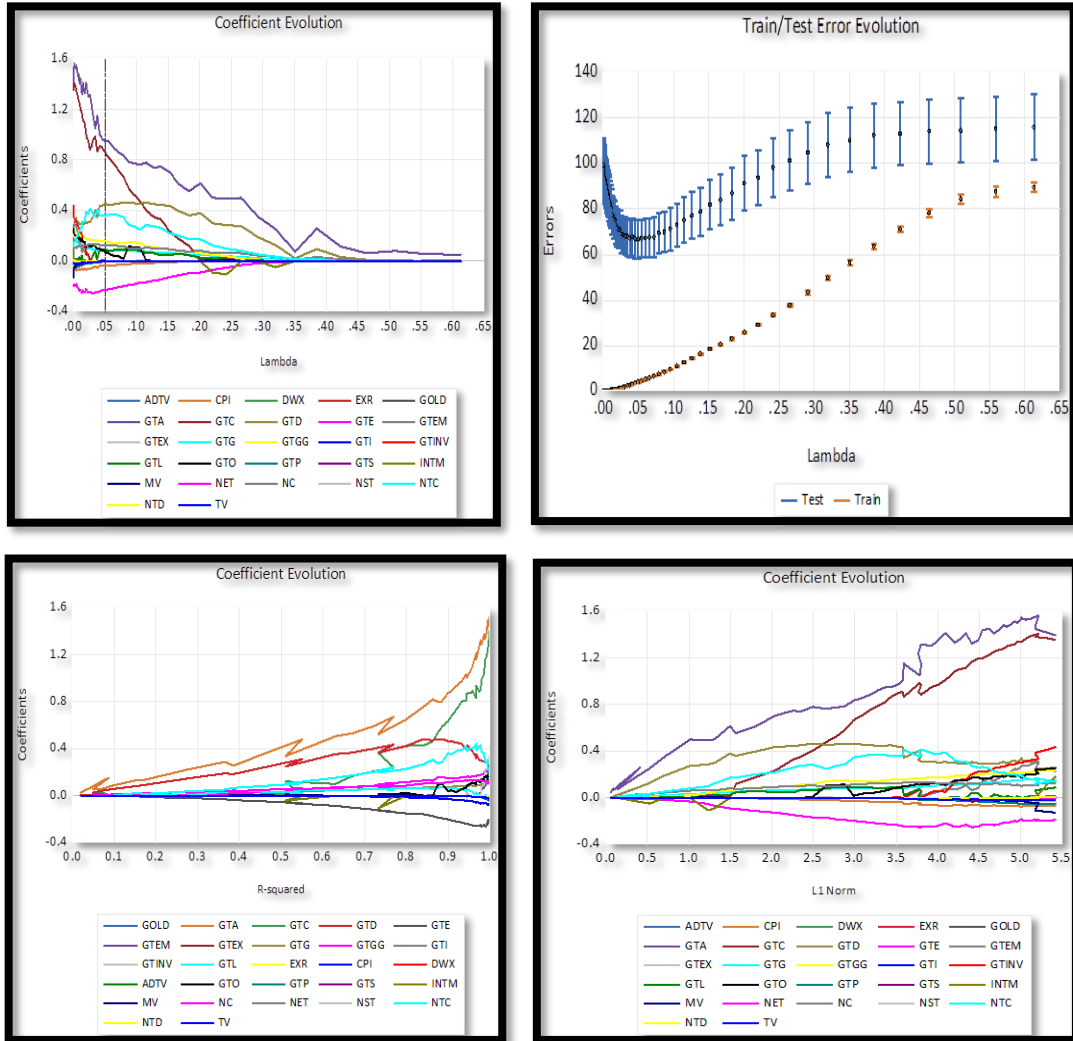 Coefficient Evolution
1.6
1.2
0.8
0.4
0.0
-0.4
Coefficients
.00 .05 .10 .15 .20 .25 .30 .35 .40 .45 .50 .55 .60 .65
Lambda
ADTV CPI DWX EXR GOLD
GTA GTC GTD GTE GTEM
GTEX GTG GTGG GTI GTINV
GTL GTO GTP GTS INTM
MV NET NC NST NTC
NTD TV
Train/Test Error Evolution
140
120
100
80
60
40
20
0
Errors
.00 .05 .10 .15 .20 .25 .30 .35 .40 .45 .50 .55 .60 .65
Lambda
Test Train
Coefficient Evolution
1.6
1.2
0.8
0.4
0.0
-0.4
Coefficients
0.0 0.1 0.2 0.3 0.4 0.5 0.6 0.7 0.8 0.9 1.0
R-squared
GOLD GTA GTC GTD GTE
GTEM GTEX GTG GTGG GTI
GTINV GTL EXR CPI DWX
ADTV GTO GTP GTS INTM
MV NC NET NST NTC
NTD TV
Coefficient Evolution
1.6
1.2
0.8
0.4
0.0
-0.4
Coefficients
0.0 0.5 1.0 1.5 2.0 2.5 3.0 3.5 4.0 4.5 5.0 5.5
L1 Norm
ADTV CPI DWX EXR GOLD
GTA GTC GTD GTE GTEM
GTEX GTG GTGG GTI GTINV
GTL GTO GTP GTS INTM
MV NET NC NST NTC
NTD TV